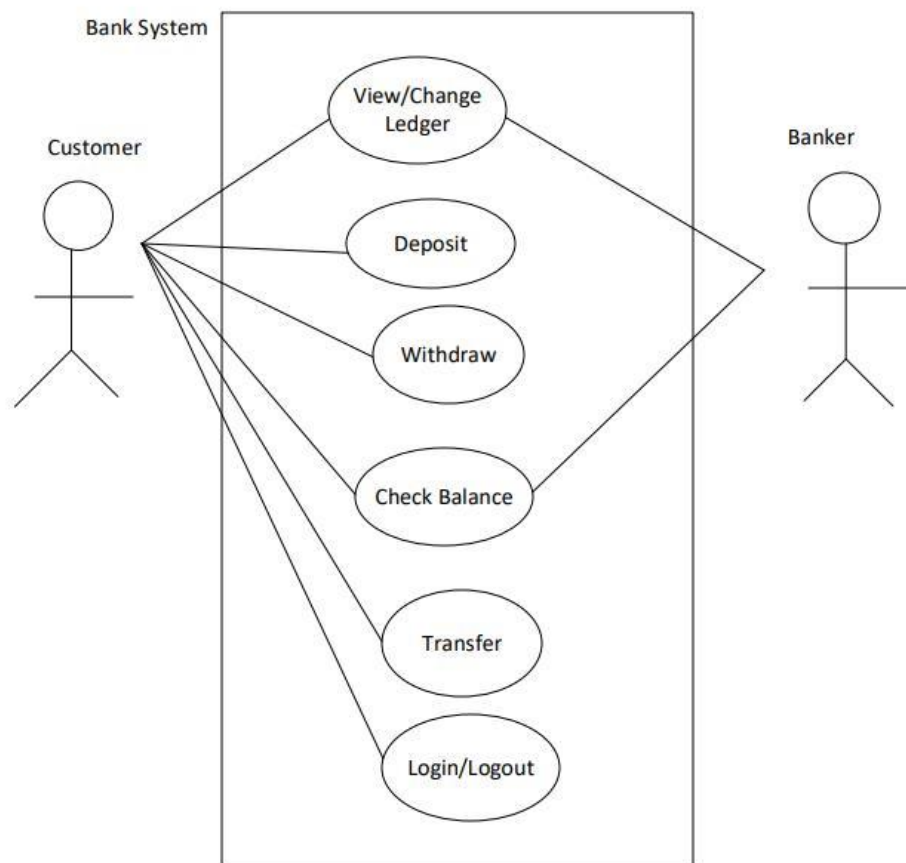 Bank System
View/Change
Ledger
Customer
Banker
Deposit
Withdraw
Check Balance
Transfer
Login/Logout